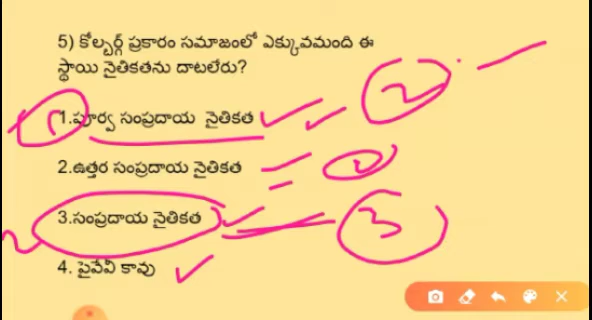 5) కోల్బర్గ్ ప్రకారం సమాజంలో ఎక్కువమంది ఈ
స్థాయి నైతికతను దాటలేరు?
1.పూర్వ సంప్రదాయ నైతికత
2.ఉత్తర సంప్రదాయ నైతికత
3.సంప్రదాయ నైతికత
4. పైవేవీ కావు